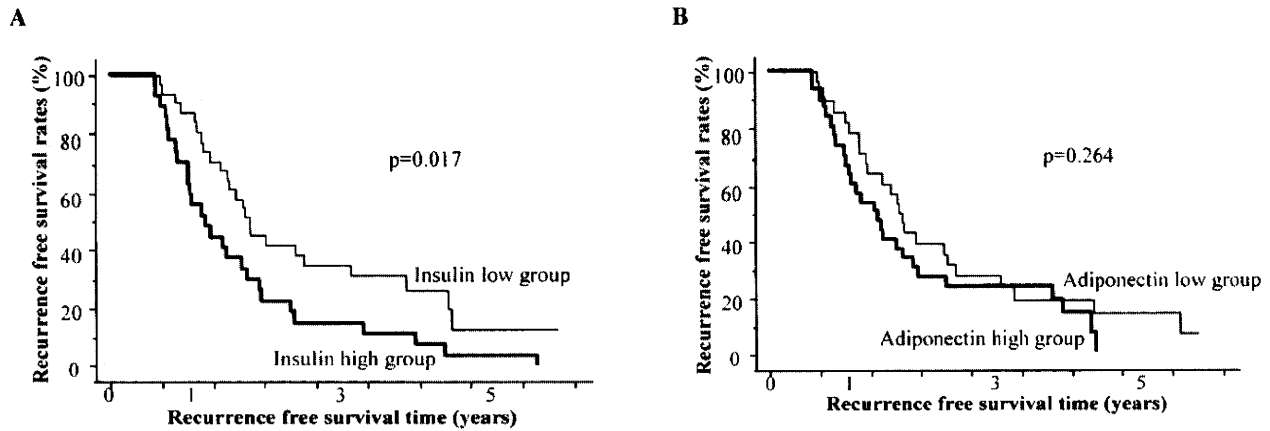 A
Recurrence free survival rates (%)
100
80
60
40
20
0
p=0.017
Insulin low group
Insulin high group
0 1 3 5
Recurrence free survival time (years)
B
Recurrence free survival rates (%)
100
80
60
40
20
0
p=0.264
Adiponectin low group
Adiponectin high group
0 1 3 5
Recurrence free survival time (years)